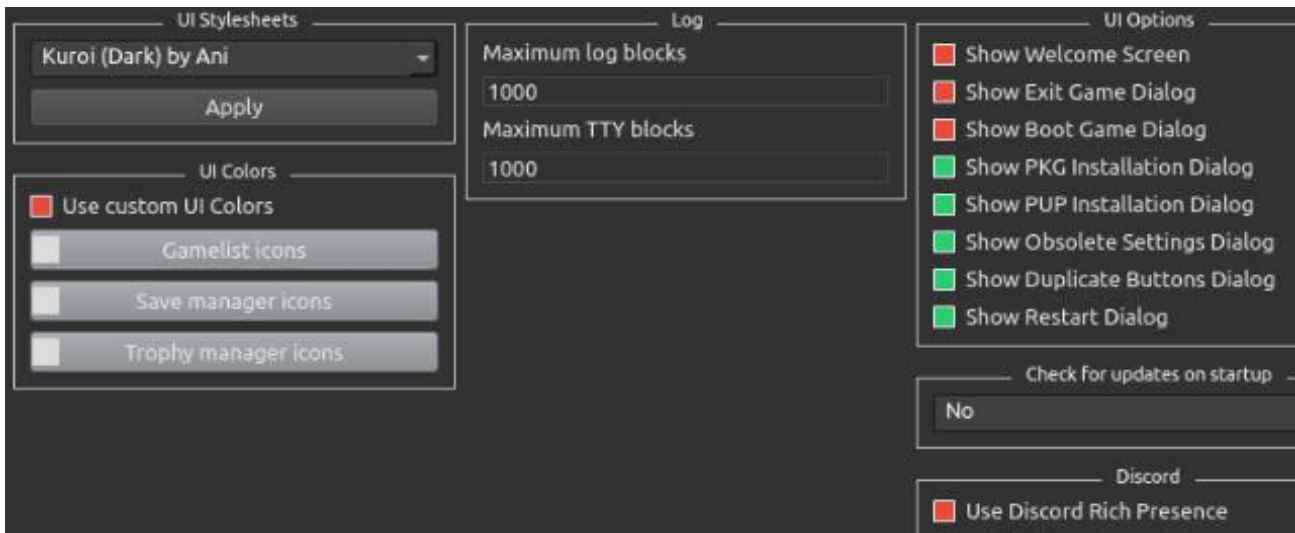 UI Stylesheets
Kuroi (Dark) by Ani
Apply
UI Colors
Use custom UI Colors
Gamelist icons
Save manager icons
Trophy manager icons
Log
Maximum log blocks
1000
Maximum TTY blocks
1000
UI Options
Show Welcome Screen
Show Exit Game Dialog
Show Boot Game Dialog
Show PKG Installation Dialog
Show PUP Installation Dialog
Show Obsolete Settings Dialog
Show Duplicate Buttons Dialog
Show Restart Dialog
Check for updates on startup
No
Discord
Use Discord Rich Presence